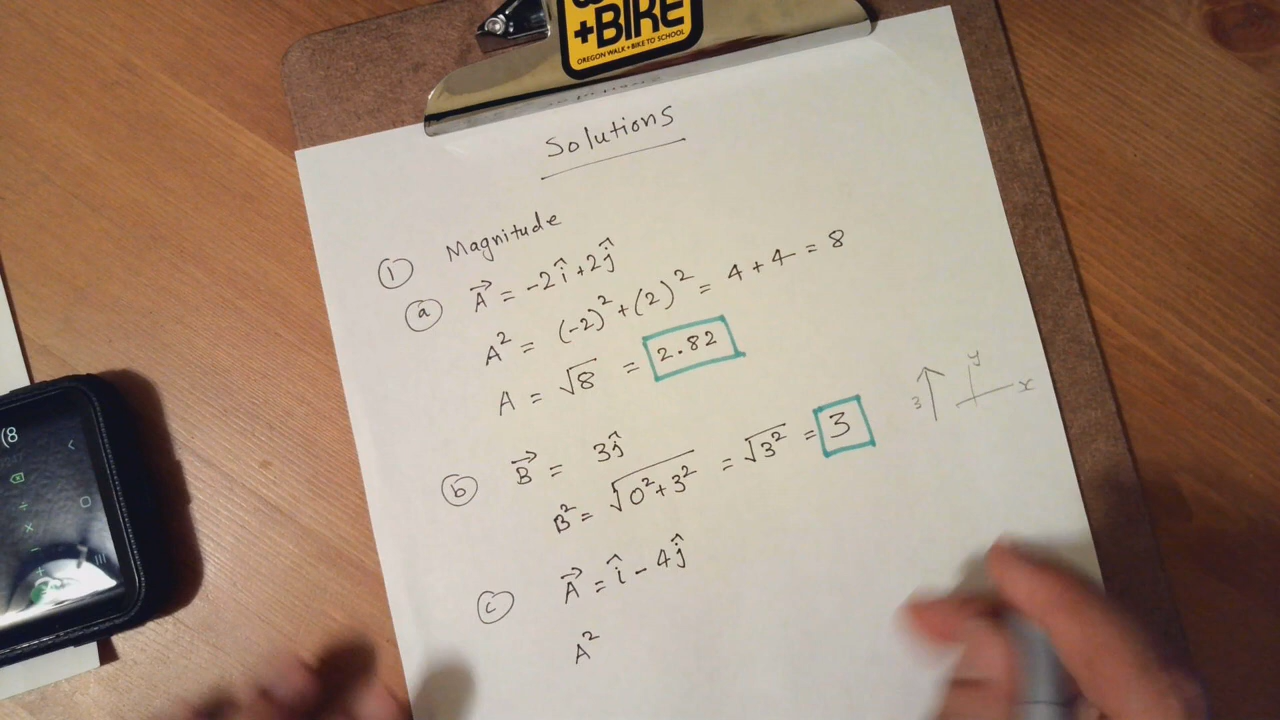 +BIKE
OREGON WALK + BIKE TO SCHOOL
Solutions
① Magnitude
ⓐ A⃗ = -2î + 2ĵ
A² = (-2)² + (2)² = 4 + 4 = 8
A = √8 = 2.82
ⓑ B⃗ = 3ĵ
B² = √(0² + 3²) = √3² = 3
3 y x
ⓒ A⃗ = î - 4ĵ
A²
(8